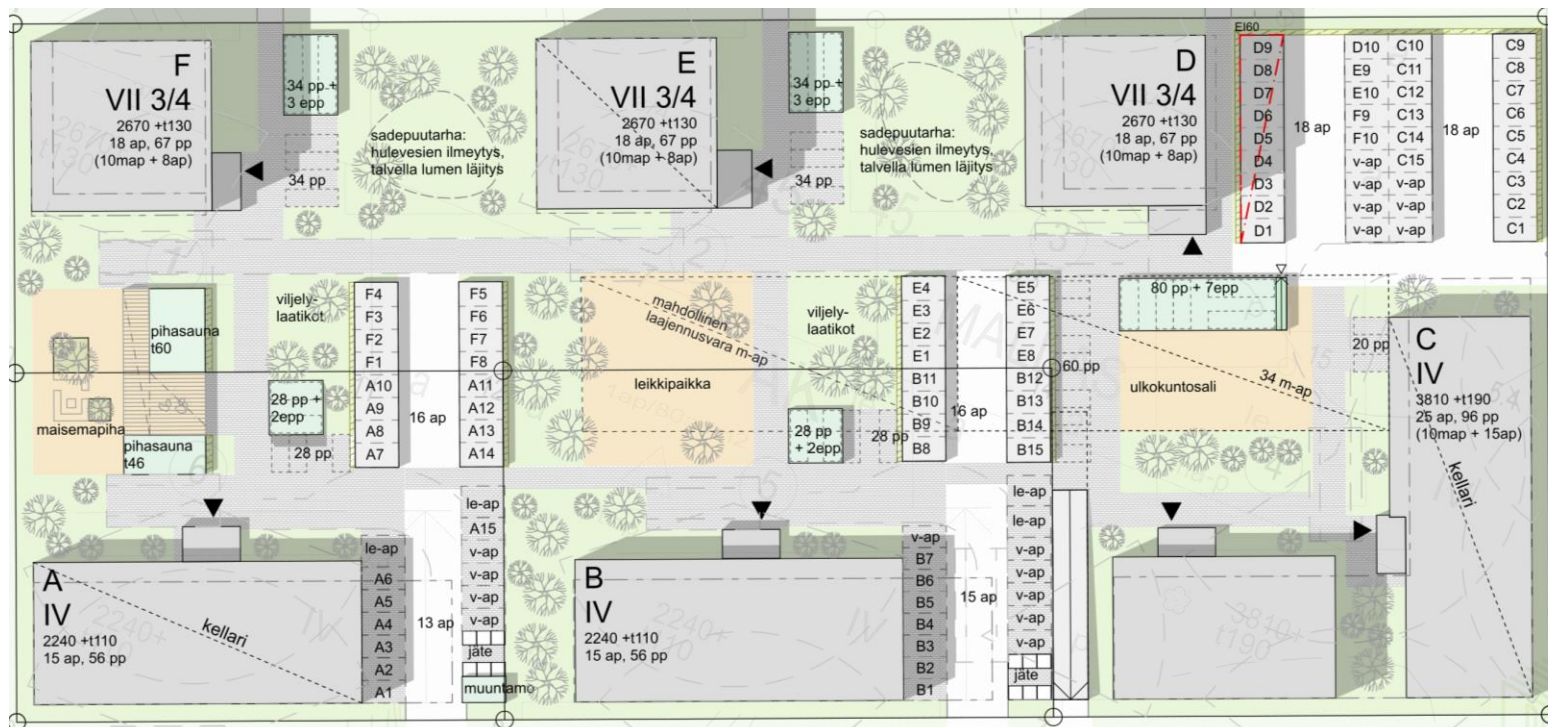 F
VII 3/4
2670 +t130
18 ap, 67 pp
(10map + 8ap)
34 pp +
3 epp
34 pp
sadepuutarha:
hulevesien ilmeytys,
talvella lumen läjitys
E
VII 3/4
2670 +t130
18 ap, 67 pp
(10map + 8ap)
34 pp +
3 epp
34 pp
sadepuutarha:
hulevesien ilmeytys,
talvella lumen läjitys
D
VII 3/4
2670 +t130
18 ap, 67 pp
(10map + 8ap)
EI60
D9
D8
D7
D6
D5
D4
D3
D2
D1
18 ap
D10 C10
E9 C11
E10 C12
F9 C13
F10 C14
v-ap C15
v-ap v-ap
v-ap v-ap
v-ap v-ap
18 ap
C9
C8
C7
C6
C5
C4
C3
C2
C1
1
2
3
pihasauna
t60
maisemapiha
pihasauna
t46
viljely-
laatikot
28 pp +
2epp
28 pp
F4
F3
F2
F1
A10
A9
A8
A7
16 ap
F5
F6
F7
F8
A11
A12
A13
A14
mahdollinen
laajennusvara m-ap
leikkipaikka
viljely-
laatikot
28 pp
+ 2epp
28 pp
E4
E3
E2
E1
B11
B10
B9
B8
16 ap
E5
E6
E7
E8
B12
B13
B14
B15
60 pp
80 pp + 7epp
ulkokuntosali
34 m-ap
20 pp
C
IV
3810 +t190
25 ap, 96 pp
(10map + 15ap)
kellari
6
5
4
A
IV
2240 +t110
15 ap, 56 pp
kellari
le-ap
A6
A5
A4
A3
A2
A1
13 ap
le-ap
A15
v-ap
v-ap
v-ap
v-ap
jäte
muuntamo
B
IV
2240 +t110
15 ap, 56 pp
v-ap
B7
B6
B5
B4
B3
B2
B1
15 ap
le-ap
le-ap
v-ap
v-ap
v-ap
v-ap
v-ap
jäte
3810+
t190